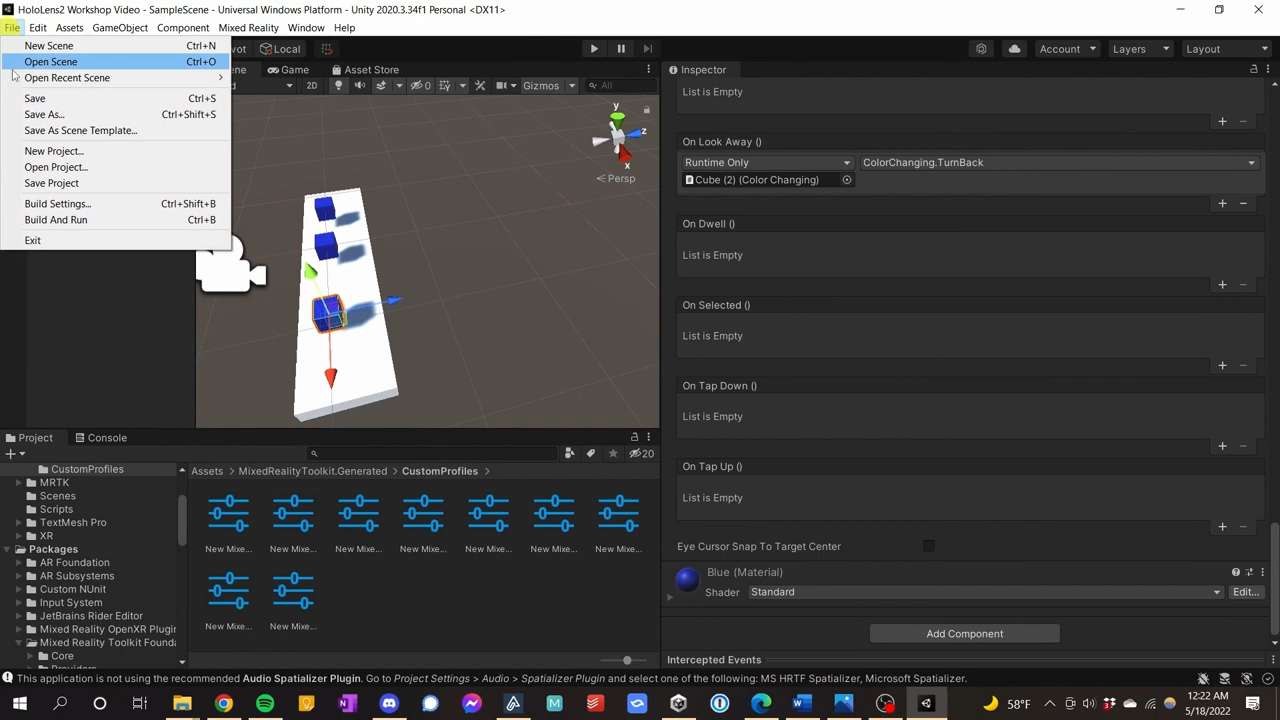 HoloLens2 Workshop Video - SampleScene - Universal Windows Platform - Unity 2020.3.34f1 Personal <DX11>
File Edit Assets GameObject Component Mixed Reality Window Help
New Scene Ctrl+N
Open Scene Ctrl+O
Open Recent Scene
Save Ctrl+S
Save As... Ctrl+Shift+S
Save As Scene Template...
New Project...
Open Project...
Save Project
Build Settings... Ctrl+Shift+B
Build And Run Ctrl+B
Exit
Local
Account Layers Layout
Game Asset Store
2D 0 Gizmos All
y
z
x
Persp
Inspector
List is Empty
On Look Away ()
Runtime Only ColorChanging.TurnBack
Cube (2) (Color Changing)
On Dwell ()
List is Empty
On Selected ()
List is Empty
On Tap Down ()
List is Empty
On Tap Up ()
List is Empty
Eye Cursor Snap To Target Center
Blue (Material)
Shader Standard Edit...
Add Component
Intercepted Events
Project Console
20
CustomProfiles
MRTK
Scenes
Scripts
TextMesh Pro
XR
Packages
AR Foundation
AR Subsystems
Custom NUnit
Input System
JetBrains Rider Editor
Mixed Reality OpenXR Plugin
Mixed Reality Toolkit Founda
Core
Assets MixedRealityToolkit.Generated CustomProfiles
New Mixe... New Mixe... New Mixe... New Mixe... New Mixe... New Mixe... New Mixe...
New Mixe... New Mixe...
This application is not using the recommended Audio Spatializer Plugin. Go to Project Settings > Audio > Spatializer Plugin and select one of the following: MS HRTF Spatializer, Microsoft Spatializer.
58°F
12:22 AM
5/18/2022